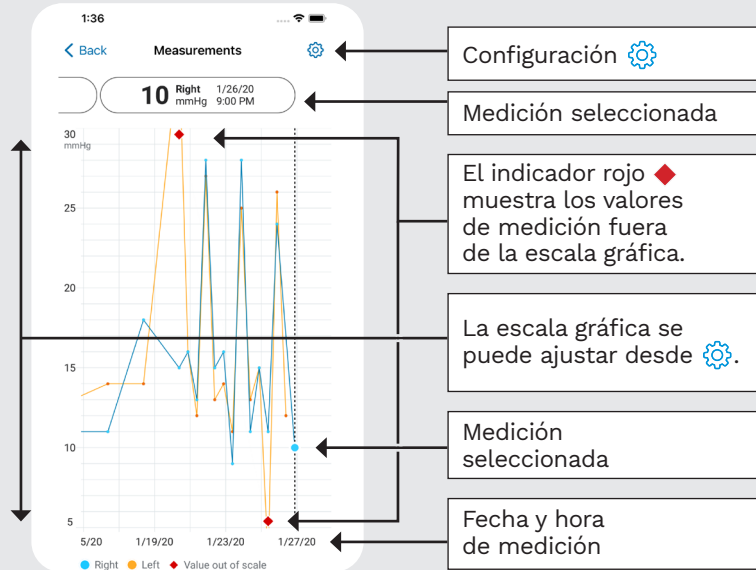 1:36
Back
Measurements
10 Right 1/26/20
mmHg 9:00 PM
30
mmHg
25
20
15
10
5
5/20 1/19/20 1/23/20 1/27/20
Right Left Value out of scale
Configuración
Medición seleccionada
El indicador rojo
muestra los valores
de medición fuera
de la escala gráfica.
La escala gráfica se
puede ajustar desde .
Medición
seleccionada
Fecha y hora
de medición